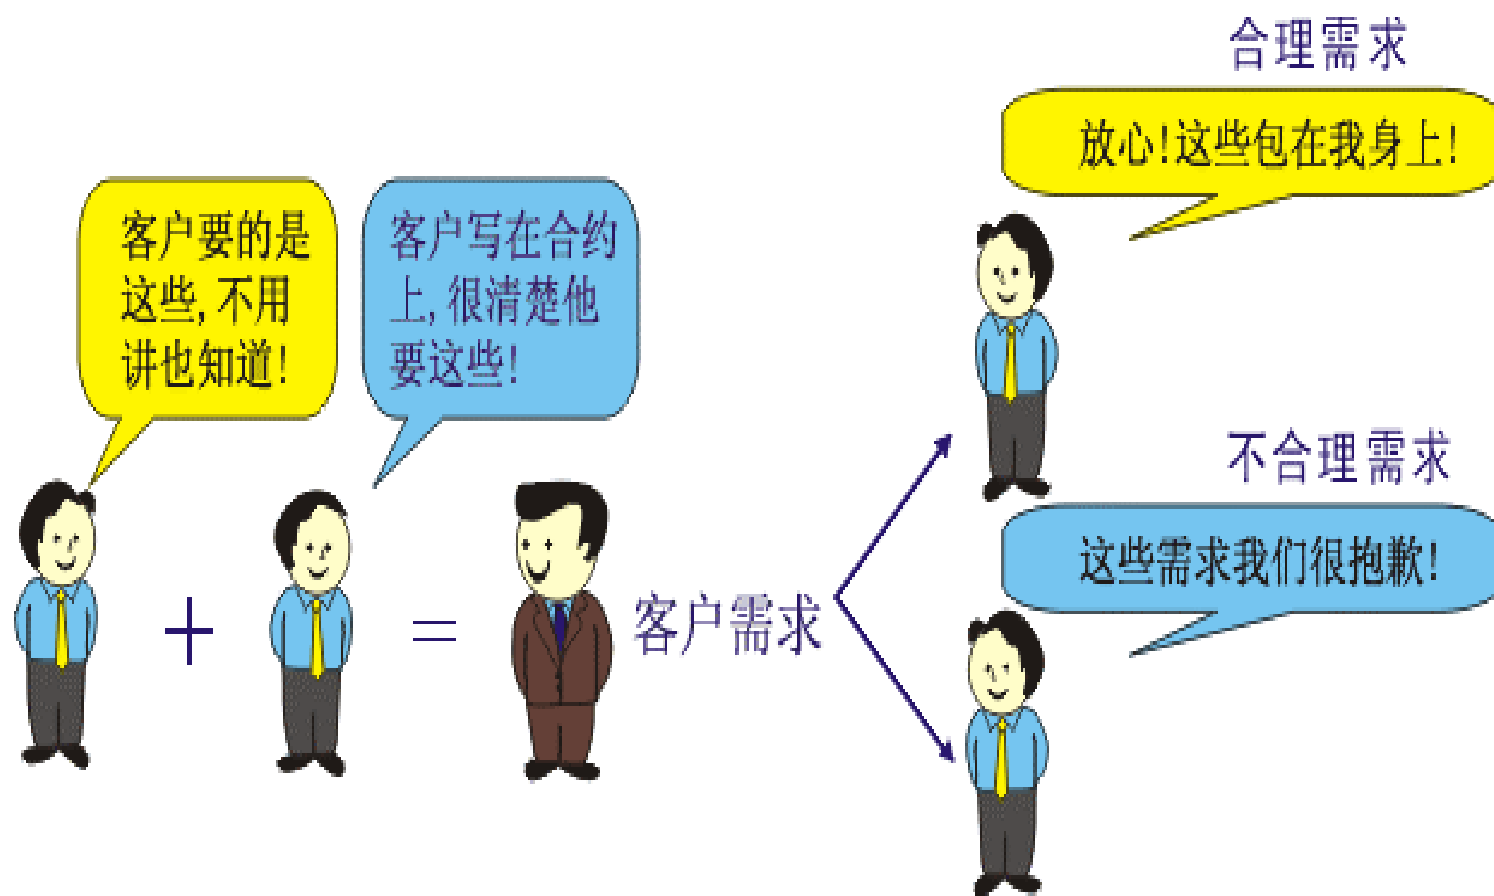 客户要的是
这些,不用
讲也知道!
客户写在合约
上,很清楚他
要这些!
+
=
客户需求
合理需求
放心!这些包在我身上!
不合理需求
这些需求我们很抱歉!